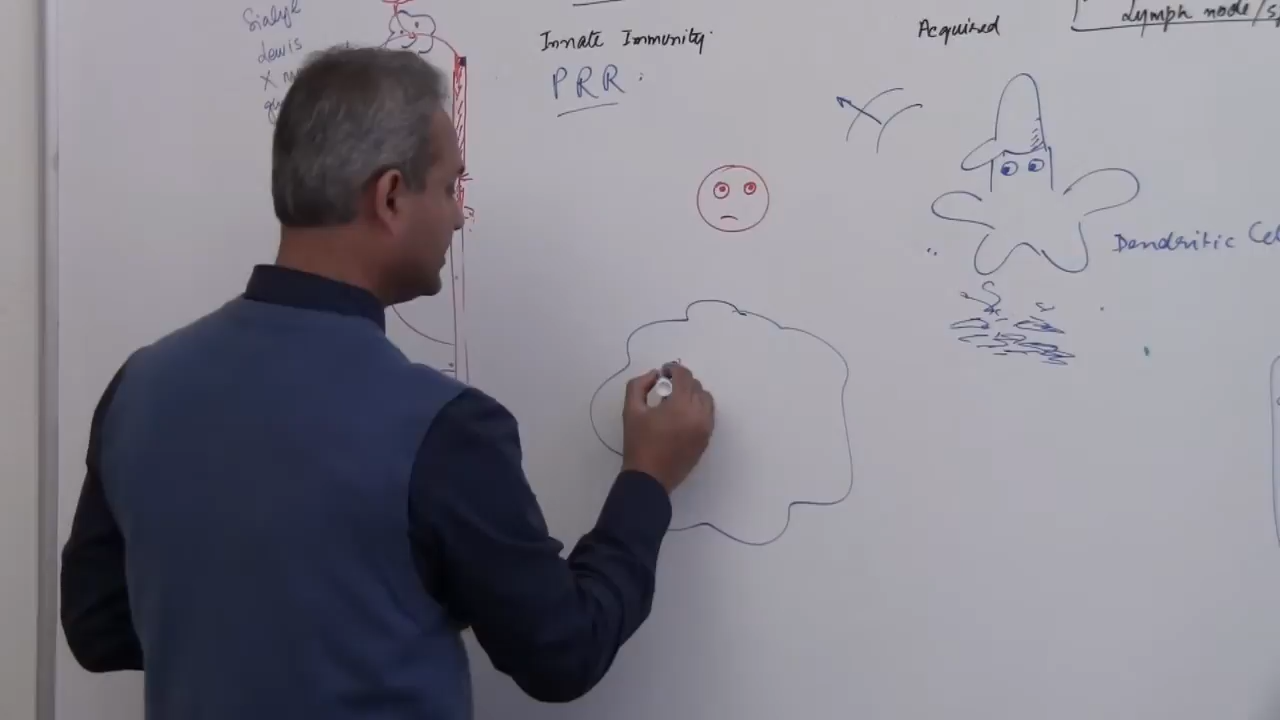 Sialyl
Lewis
X
Innate Immunity
PRR :
Acquired
Lymph node/s
Dendritic Cel